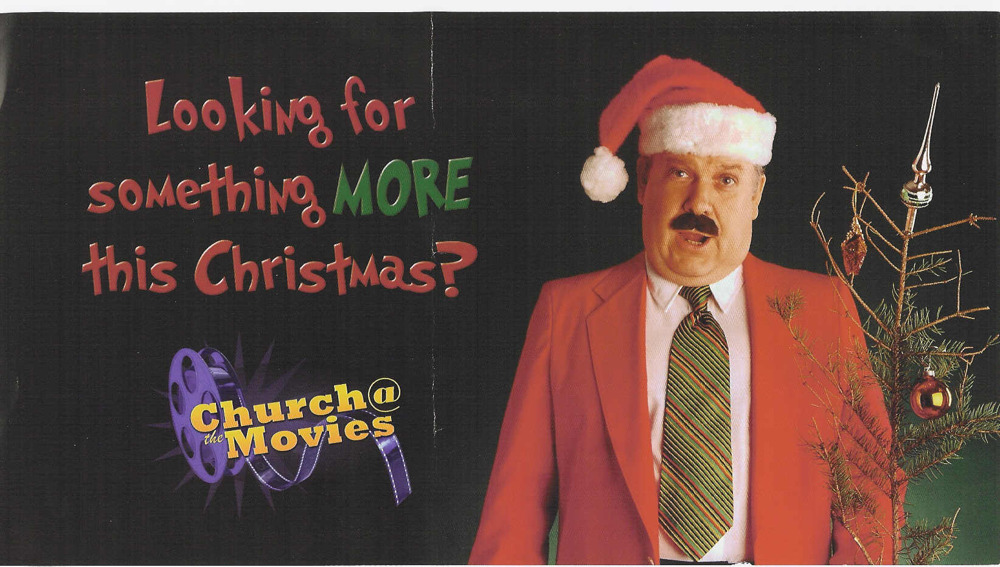 Looking for
something MORE
this Christmas?
Church@
the Movies